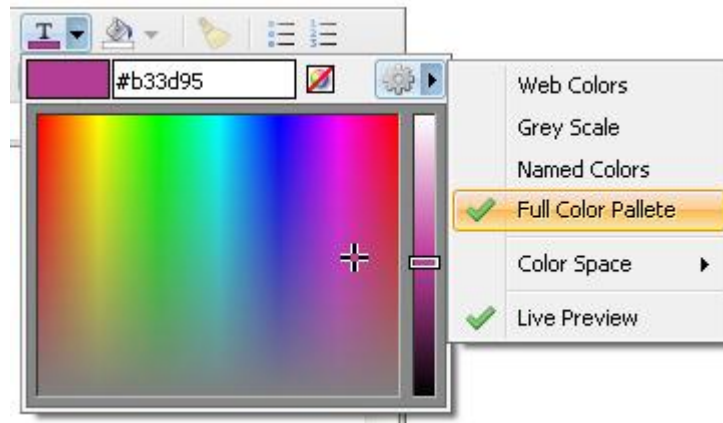 T
#b33d95
Web Colors
Grey Scale
Named Colors
Full Color Pallete
Color Space
Live Preview